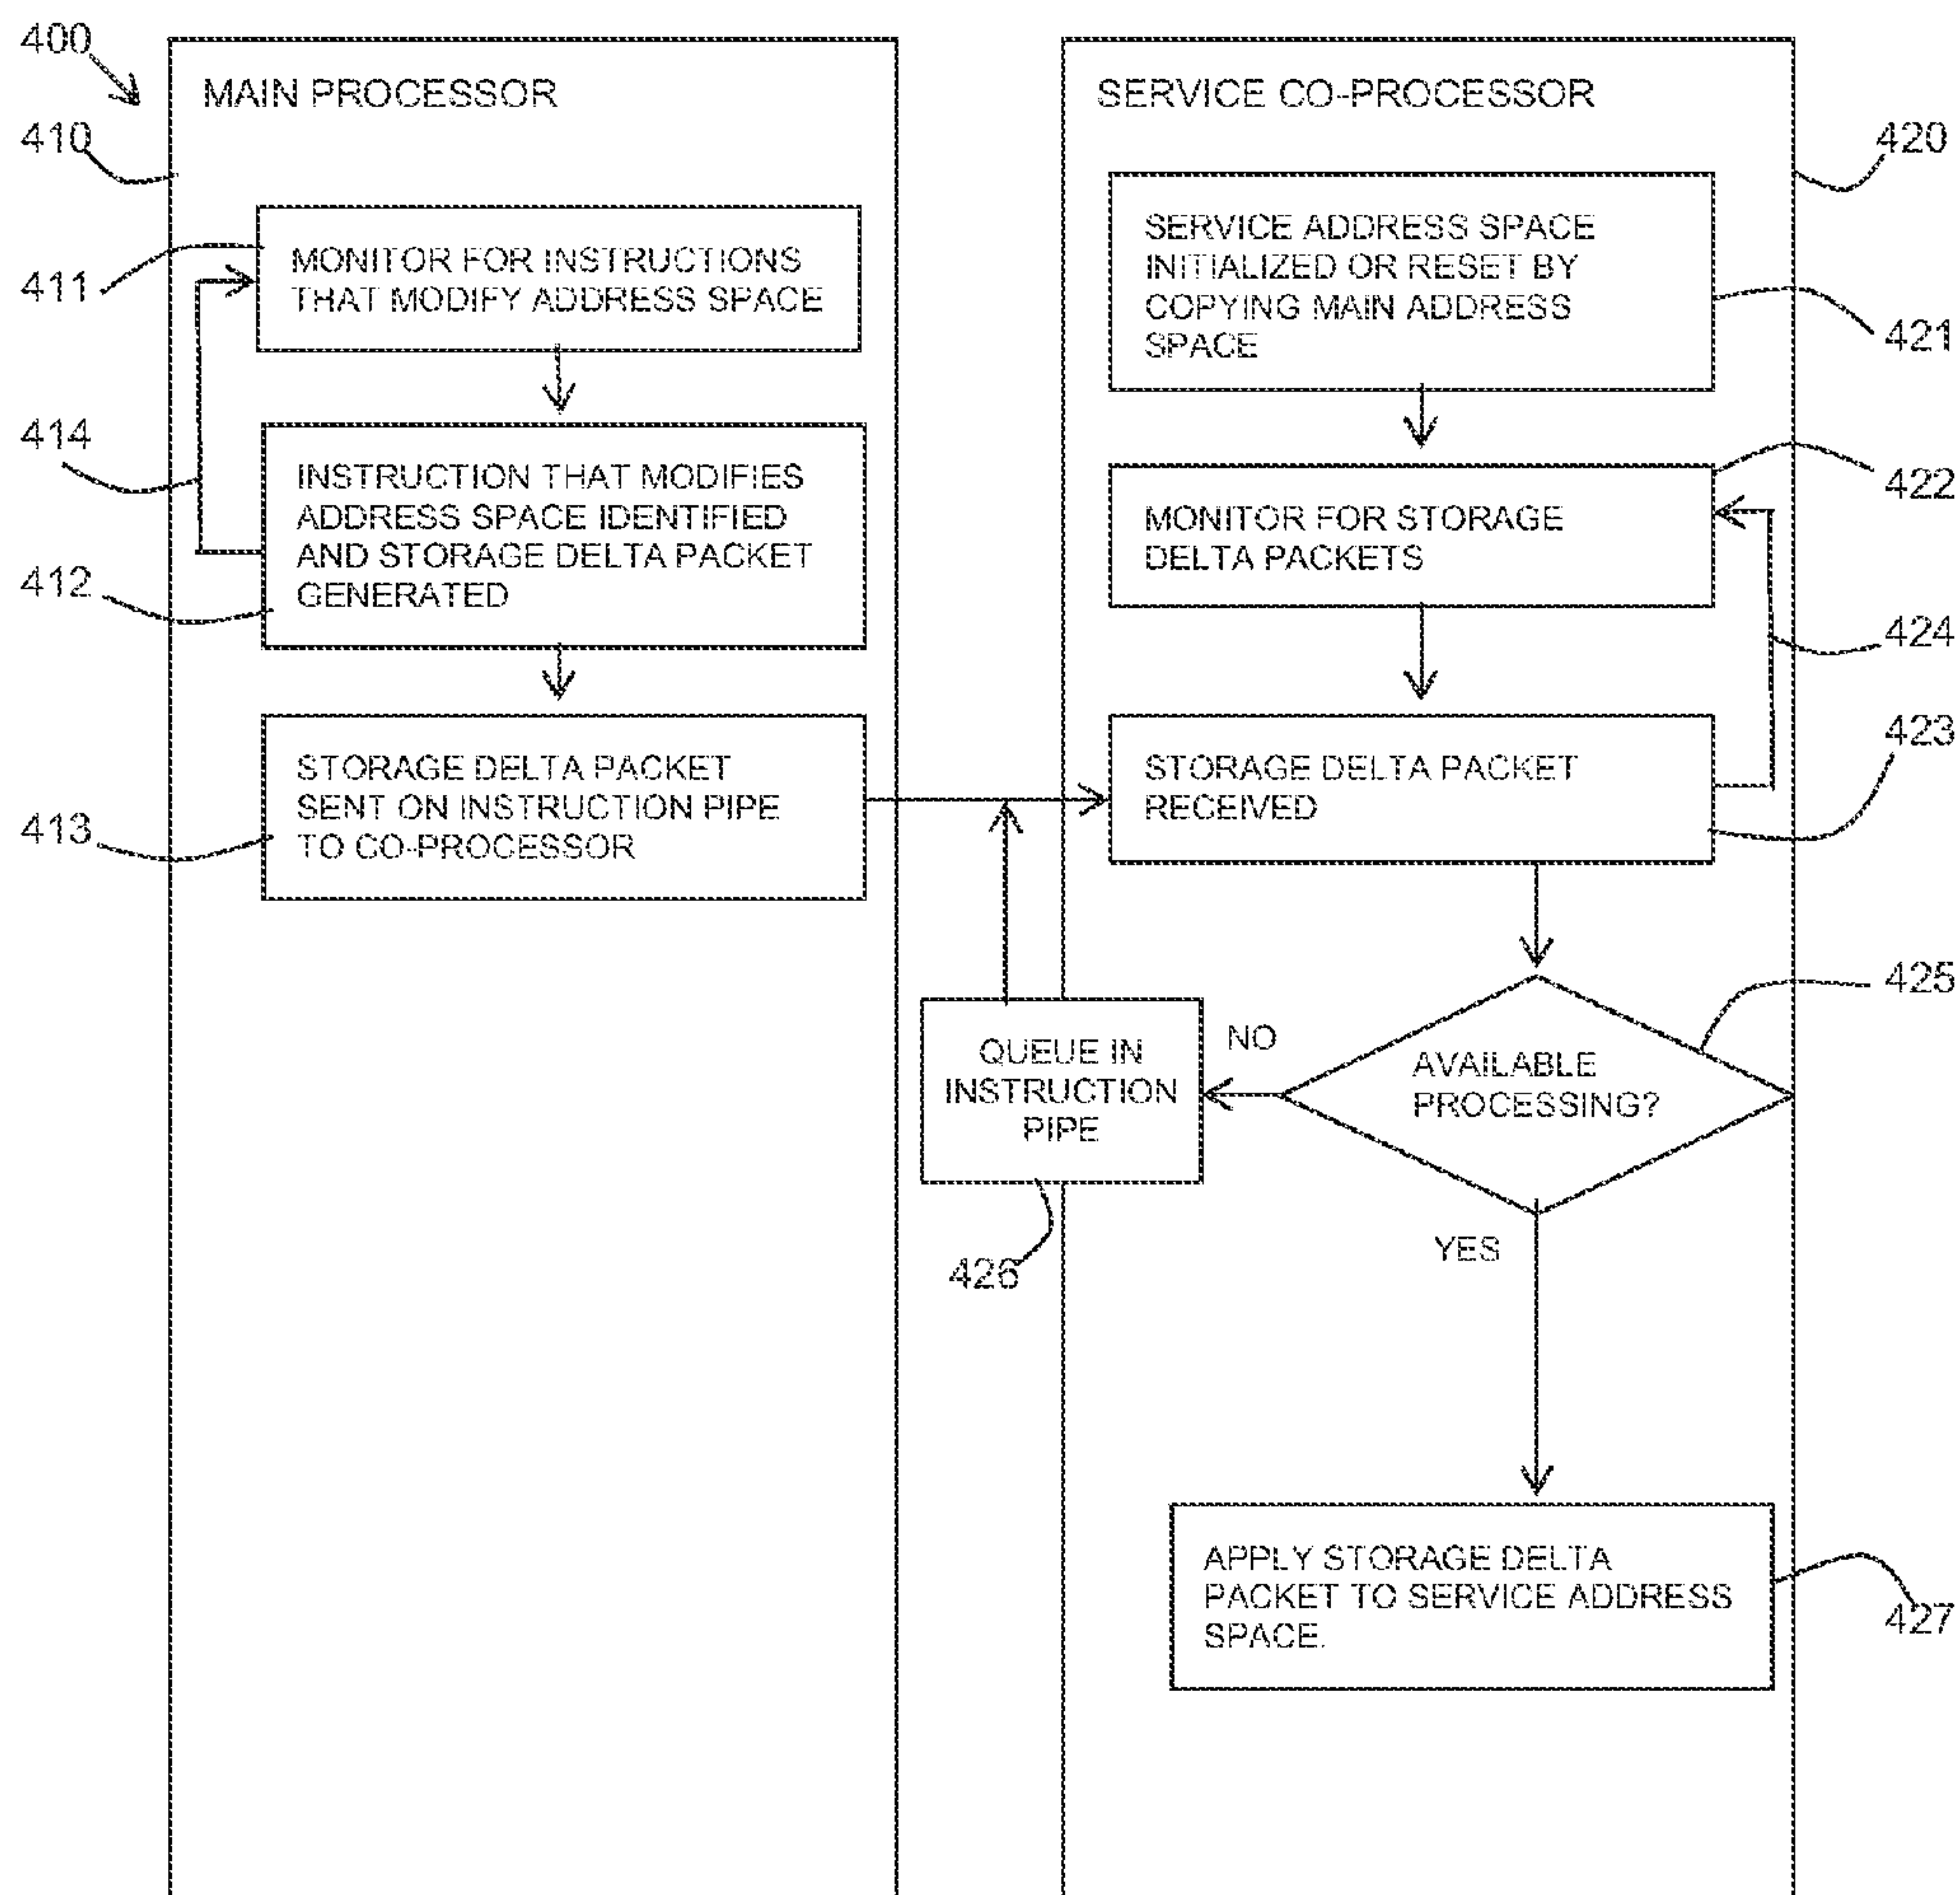 400
MAIN PROCESSOR
410
411
MONITOR FOR INSTRUCTIONS
THAT MODIFY ADDRESS SPACE
414
INSTRUCTION THAT MODIFIES
ADDRESS SPACE IDENTIFIED
AND STORAGE DELTA PACKET
GENERATED
412
STORAGE DELTA PACKET
SENT ON INSTRUCTION PIPE
TO CO-PROCESSOR
413
SERVICE CO-PROCESSOR
420
SERVICE ADDRESS SPACE
INITIALIZED OR RESET BY
COPYING MAIN ADDRESS
SPACE
421
422
MONITOR FOR STORAGE
DELTA PACKETS
424
423
STORAGE DELTA PACKET
RECEIVED
425
AVAILABLE
PROCESSING?
NO
QUEUE IN
INSTRUCTION
PIPE
426
YES
APPLY STORAGE DELTA
PACKET TO SERVICE ADDRESS
SPACE.
427